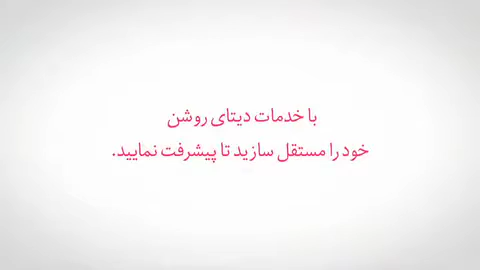 با خدمات دیتای روشن
خود را مستقل سازید تا پیشرفت نمایید.